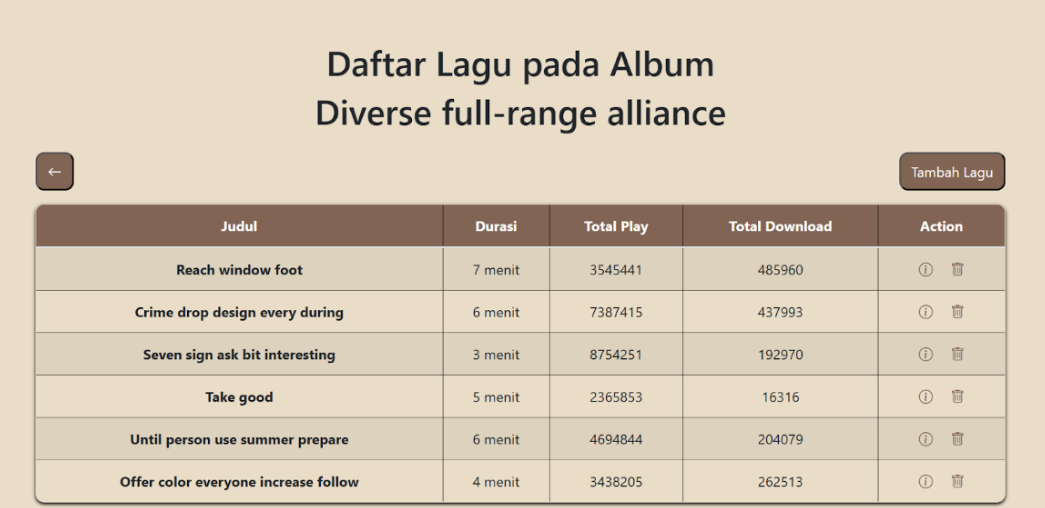 Daftar Lagu pada Album
Diverse full-range alliance
← Tambah Lagu
Judul Durasi Total Play Total Download Action
Reach window foot 7 menit 3545441 485960
Crime drop design every during 6 menit 7387415 437993
Seven sign ask bit interesting 3 menit 8754251 192970
Take good 5 menit 2365853 16316
Until person use summer prepare 6 menit 4694844 204079
Offer color everyone increase follow 4 menit 3438205 262513